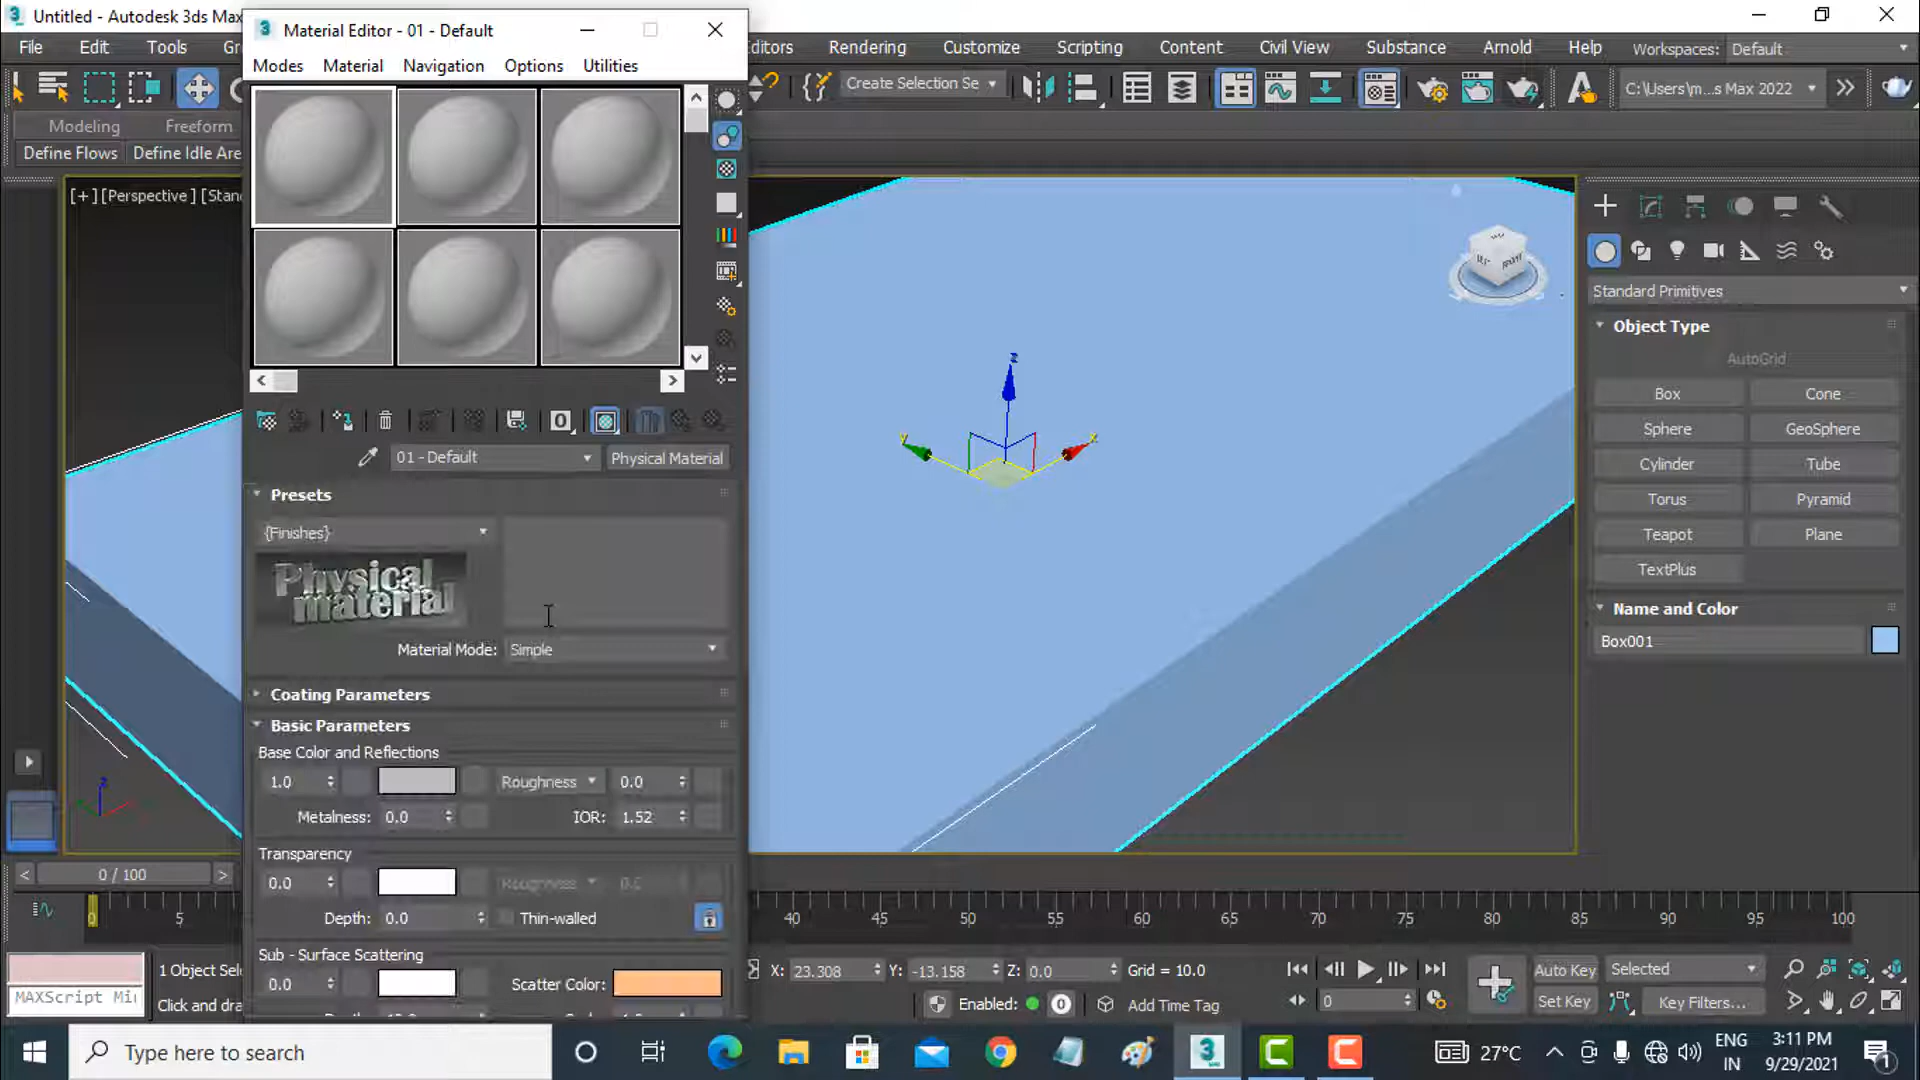 Untitled - Autodesk 3ds Max
Material Editor - 01 - Default
File
Edit
Tools
Modes
Material
Navigation
Options
Utilities
Rendering
Customize
Scripting
Content
Civil View
Substance
Arnold
Help
Workspaces:
Default
Create Selection Se
C:\Users\m...s Max 2022
Modeling
Freeform
Define Flows
Define Idle Are
[+] [Perspective] [Stan
01 - Default
Physical Material
Presets
{Finishes}
Physical
material
Material Mode:
Simple
Coating Parameters
Basic Parameters
Base Color and Reflections
1.0
Roughness
0.0
Metalness:
0.0
IOR:
1.52
Transparency
0.0
Roughness
0.0
Depth:
0.0
Thin-walled
Sub - Surface Scattering
0.0
Scatter Color:
z
y
x
Standard Primitives
Object Type
AutoGrid
Box
Cone
Sphere
GeoSphere
Cylinder
Tube
Torus
Pyramid
Teapot
Plane
TextPlus
Name and Color
Box001
0 / 100
0
5
40
45
50
55
60
65
70
75
80
85
90
95
100
MAXScript Mi
1 Object Sel
Click and dra
X:
23.308
Y:
-13.158
Z:
0.0
Grid = 10.0
Enabled:
0
Add Time Tag
0
Auto Key
Selected
Set Key
Key Filters...
Type here to search
27°C
ENG
IN
3:11 PM
9/29/2021
1